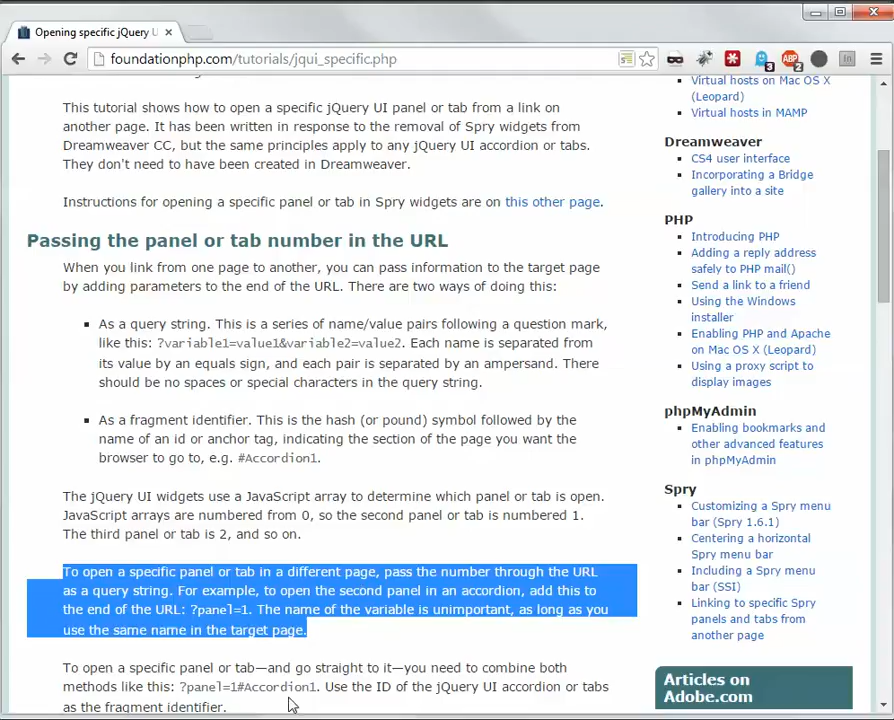 Opening specific jQuery U
foundationphp.com/tutorials/jqui_specific.php
3
ABP
2
in
This tutorial shows how to open a specific jQuery UI panel or tab from a link on
another page. It has been written in response to the removal of Spry widgets from
Dreamweaver CC, but the same principles apply to any jQuery UI accordion or tabs.
They don't need to have been created in Dreamweaver.
Instructions for opening a specific panel or tab in Spry widgets are on this other page.
Passing the panel or tab number in the URL
When you link from one page to another, you can pass information to the target page
by adding parameters to the end of the URL. There are two ways of doing this:
As a query string. This is a series of name/value pairs following a question mark,
like this: ?variable1=value1&variable2=value2. Each name is separated from
its value by an equals sign, and each pair is separated by an ampersand. There
should be no spaces or special characters in the query string.
As a fragment identifier. This is the hash (or pound) symbol followed by the
name of an id or anchor tag, indicating the section of the page you want the
browser to go to, e.g. #Accordion1.
The jQuery UI widgets use a JavaScript array to determine which panel or tab is open.
JavaScript arrays are numbered from 0, so the second panel or tab is numbered 1.
The third panel or tab is 2, and so on.
To open a specific panel or tab in a different page, pass the number through the URL
as a query string. For example, to open the second panel in an accordion, add this to
the end of the URL: ?panel=1. The name of the variable is unimportant, as long as you
use the same name in the target page.
To open a specific panel or tab—and go straight to it—you need to combine both
methods like this: ?panel=1#Accordion1. Use the ID of the jQuery UI accordion or tabs
as the fragment identifier.
Virtual hosts on Mac OS X
(Leopard)
Virtual hosts in MAMP
Dreamweaver
CS4 user interface
Incorporating a Bridge
gallery into a site
PHP
Introducing PHP
Adding a reply address
safely to PHP mail()
Send a link to a friend
Using the Windows
installer
Enabling PHP and Apache
on Mac OS X (Leopard)
Using a proxy script to
display images
phpMyAdmin
Enabling bookmarks and
other advanced features
in phpMyAdmin
Spry
Customizing a Spry menu
bar (Spry 1.6.1)
Centering a horizontal
Spry menu bar
Including a Spry menu
bar (SSI)
Linking to specific Spry
panels and tabs from
another page
Articles on
Adobe.com